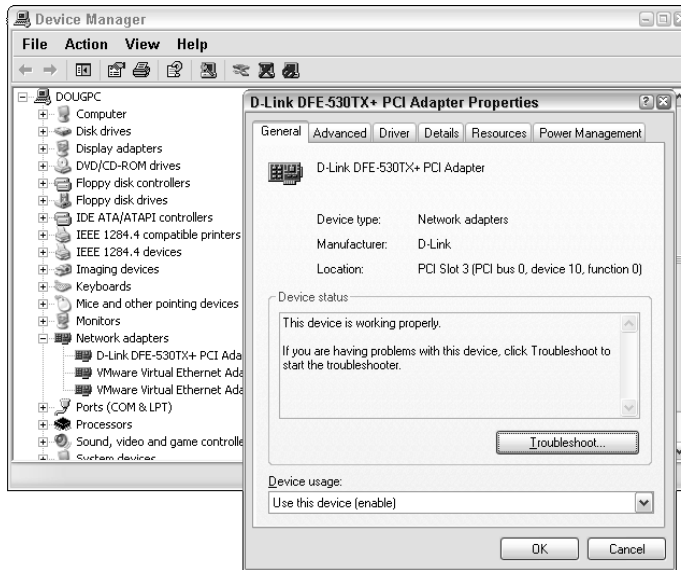 Device Manager
File Action View Help
DOUGPC
Computer
Disk drives
Display adapters
DVD/CD-ROM drives
Floppy disk controllers
Floppy disk drives
IDE ATA/ATAPI controllers
IEEE 1284.4 compatible printers
IEEE 1284.4 devices
Imaging devices
Keyboards
Mice and other pointing devices
Monitors
Network adapters
D-Link DFE-530TX+ PCI Ada
VMware Virtual Ethernet Ada
VMware Virtual Ethernet Ada
Ports (COM & LPT)
Processors
Sound, video and game controlle
System devices
D-Link DFE-530TX+ PCI Adapter Properties
General Advanced Driver Details Resources Power Management
D-Link DFE-530TX+ PCI Adapter
Device type: Network adapters
Manufacturer: D-Link
Location: PCI Slot 3 (PCI bus 0, device 10, function 0)
Device status
This device is working properly.
If you are having problems with this device, click Troubleshoot to
start the troubleshooter.
Troubleshoot...
Device usage:
Use this device (enable)
OK Cancel